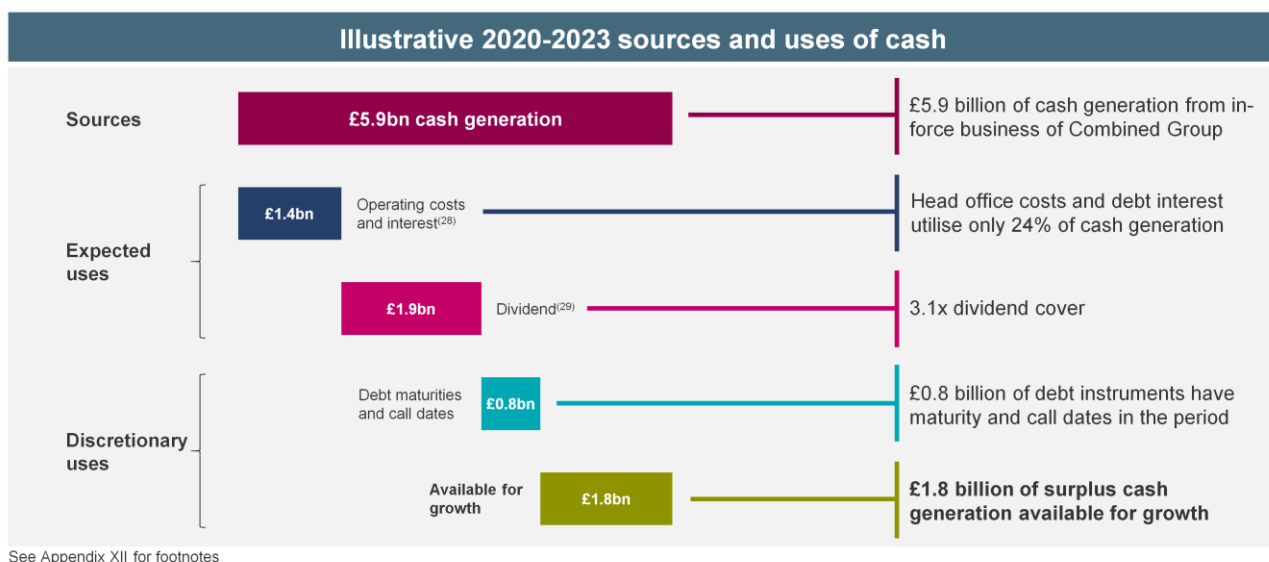 Illustrative 2020-2023 sources and uses of cash
Sources
£5.9bn cash generation
£5.9 billion of cash generation from in-
force business of Combined Group
Expected
uses
£1.4bn
Operating costs
and interest(28)
Head office costs and debt interest
utilise only 24% of cash generation
£1.9bn
Dividend(29)
3.1x dividend cover
Discretionary
uses
Debt maturities
and call dates
£0.8bn
£0.8 billion of debt instruments have
maturity and call dates in the period
Available for
growth
£1.8bn
£1.8 billion of surplus cash
generation available for growth
See Appendix XII for footnotes